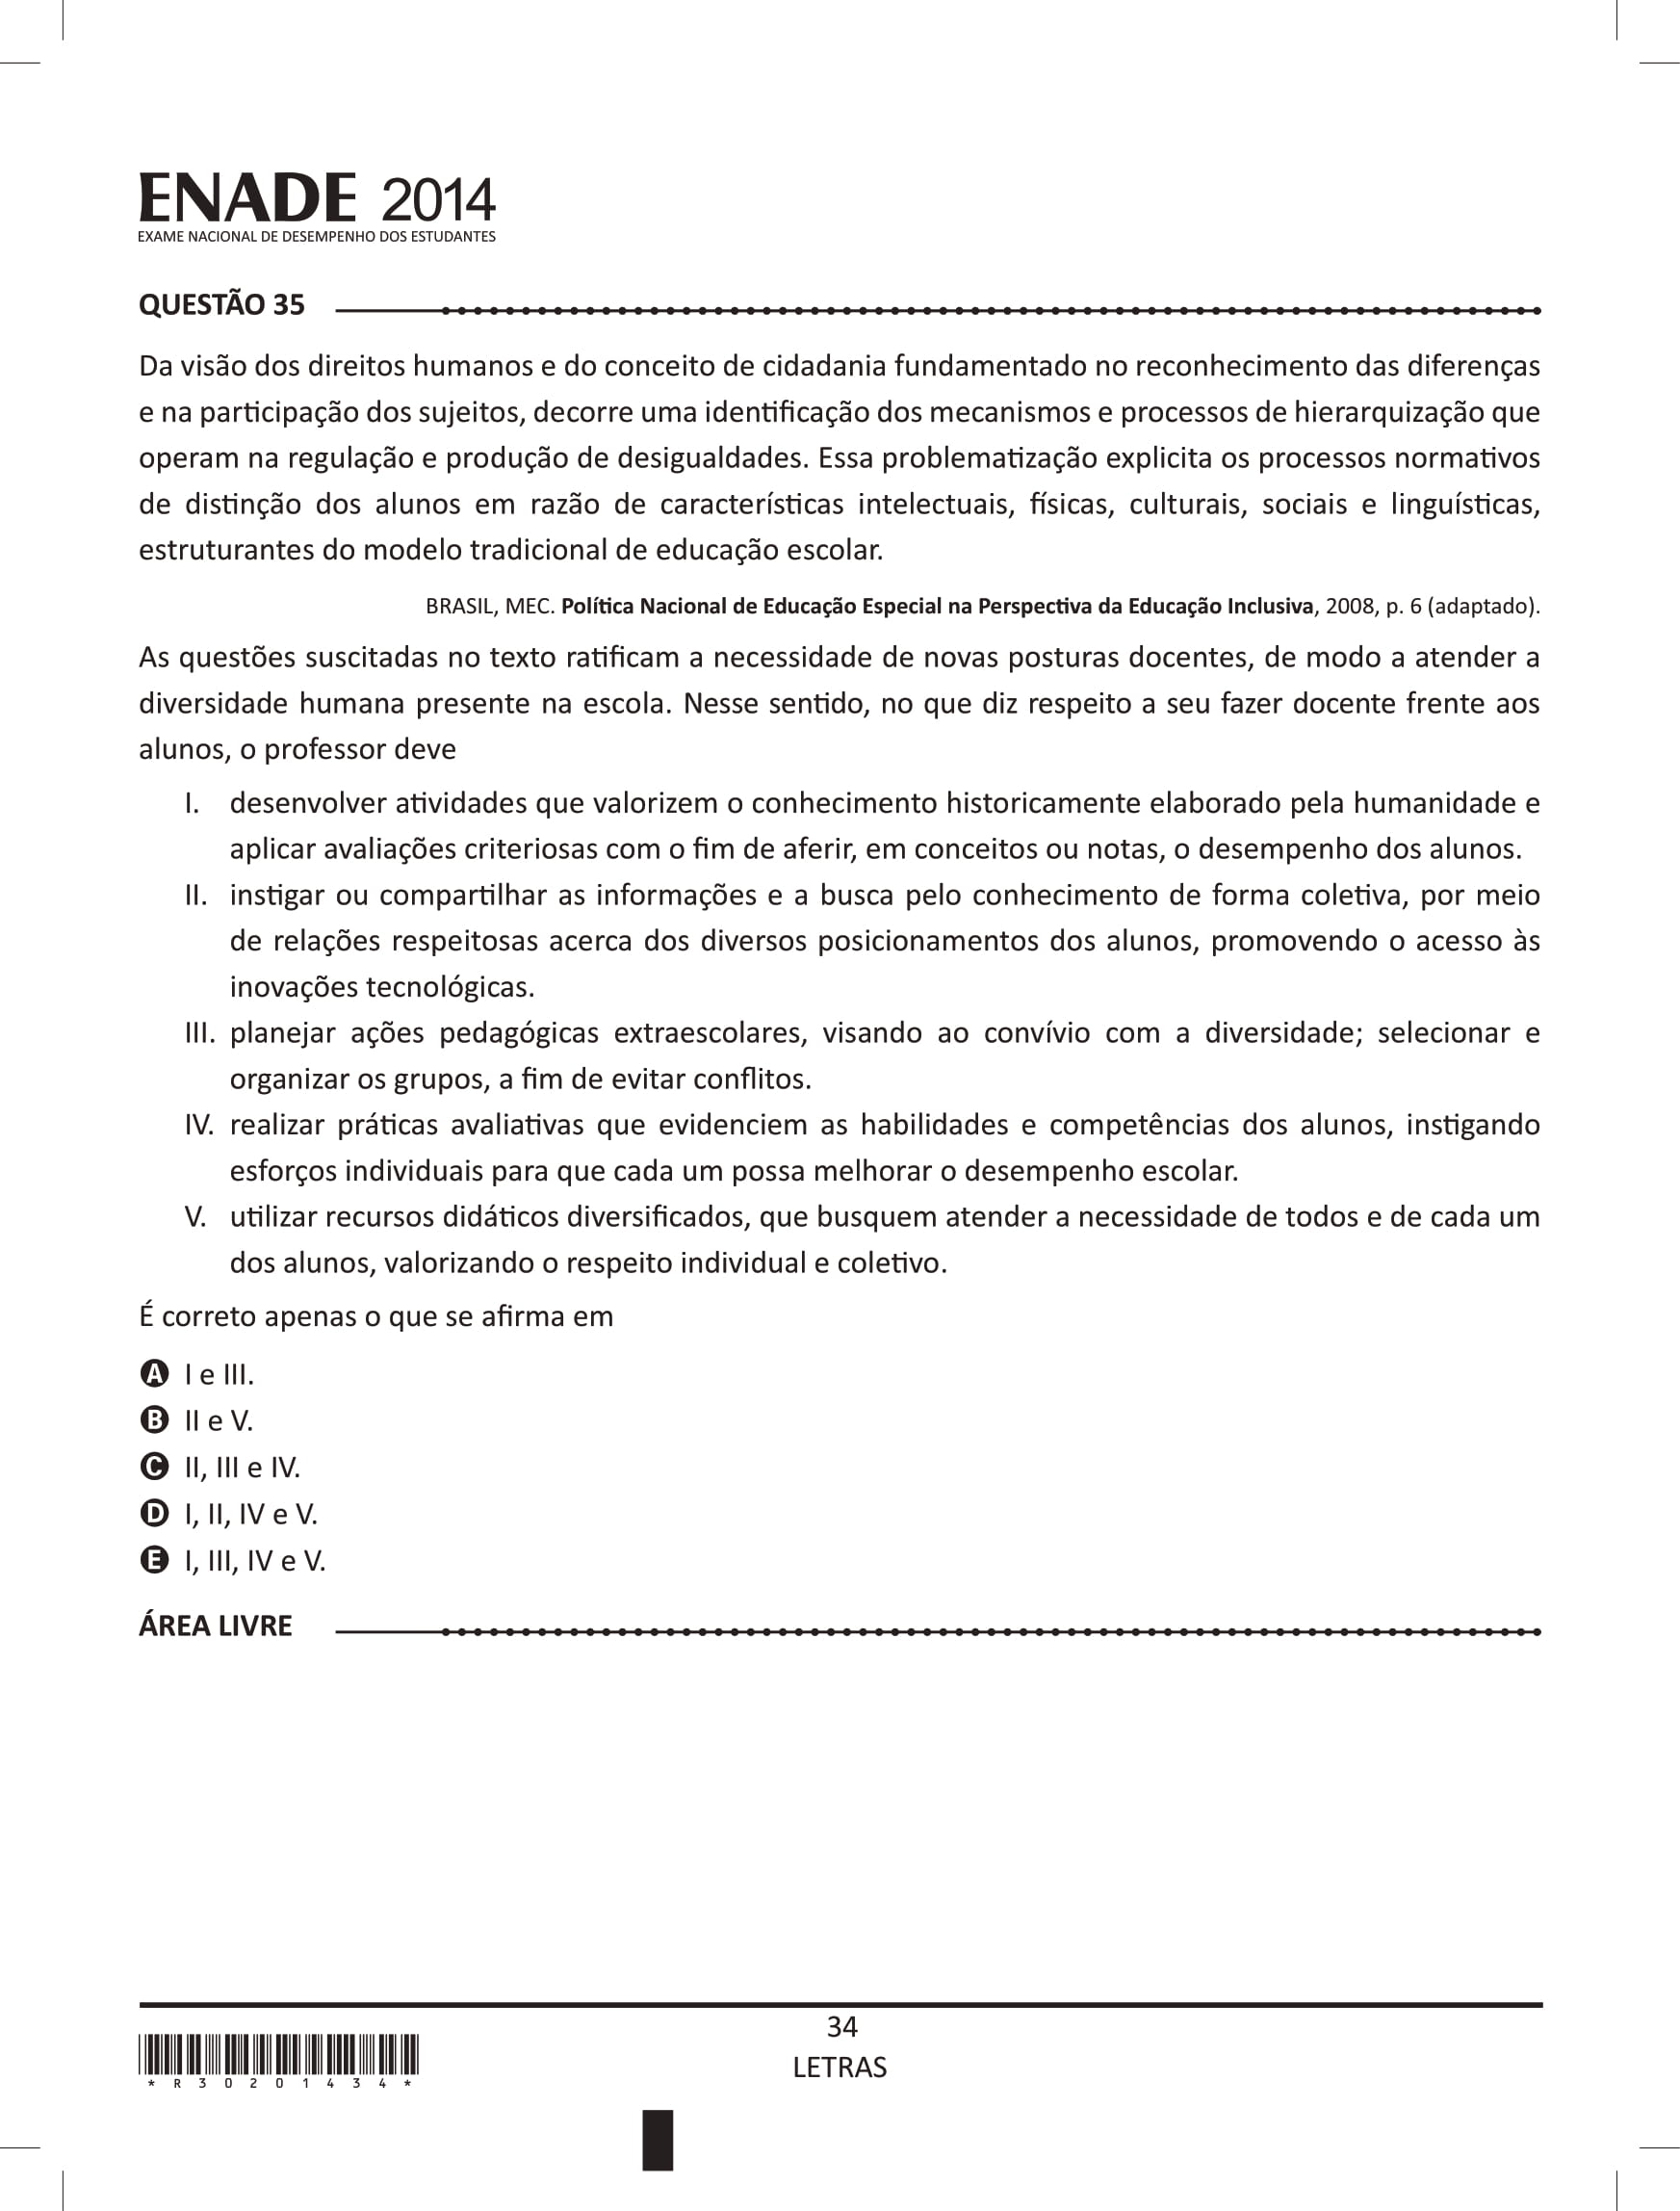 ENADE 2014
EXAME NACIONAL DE DESEMPENHO DOS ESTUDANTES
QUESTÃO 35
Da visão dos direitos humanos e do conceito de cidadania fundamentado no reconhecimento das diferenças
e na participação dos sujeitos, decorre uma identificação dos mecanismos e processos de hierarquização que
operam na regulação e produção de desigualdades. Essa problematização explicita os processos normativos
de distinção dos alunos em razão de características intelectuais, físicas, culturais, sociais e linguísticas,
estruturantes do modelo tradicional de educação escolar.
BRASIL, MEC. Política Nacional de Educação Especial na Perspectiva da Educação Inclusiva, 2008, p. 6 (adaptado).
As questões suscitadas no texto ratificam a necessidade de novas posturas docentes, de modo a atender a
diversidade humana presente na escola. Nesse sentido, no que diz respeito a seu fazer docente frente aos
alunos, o professor deve
I. desenvolver atividades que valorizem o conhecimento historicamente elaborado pela humanidade e
aplicar avaliações criteriosas com o fim de aferir, em conceitos ou notas, o desempenho dos alunos.
II. instigar ou compartilhar as informações e a busca pelo conhecimento de forma coletiva, por meio
de relações respeitosas acerca dos diversos posicionamentos dos alunos, promovendo o acesso às
inovações tecnológicas.
III. planejar ações pedagógicas extraescolares, visando ao convívio com a diversidade; selecionar e
organizar os grupos, a fim de evitar conflitos.
IV. realizar práticas avaliativas que evidenciem as habilidades e competências dos alunos, instigando
esforços individuais para que cada um possa melhorar o desempenho escolar.
V. utilizar recursos didáticos diversificados, que busquem atender a necessidade de todos e de cada um
dos alunos, valorizando o respeito individual e coletivo.
É correto apenas o que se afirma em
A I e III.
B II e V.
C II, III e IV.
D I, II, IV e V.
E I, III, IV e V.
ÁREA LIVRE
34
LETRAS
* R 3 0 2 0 1 4 3 4 *